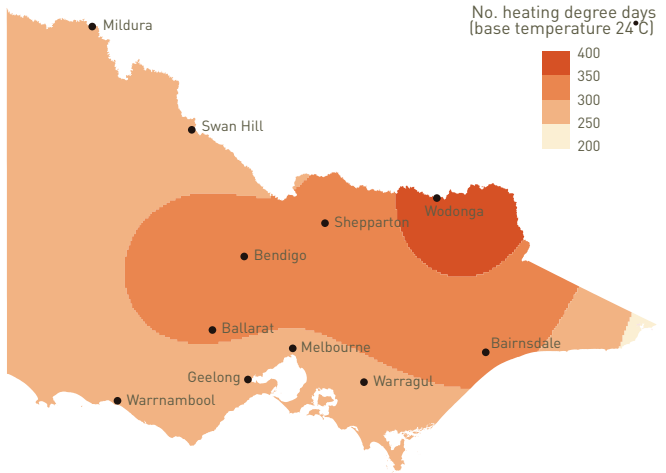 No. heating degree days
(base temperature 24°C)
400
350
300
250
200
Mildura
Swan Hill
Wodonga
Shepparton
Bendigo
Ballarat
Melbourne
Bairnsdale
Geelong
Warragul
Warrnambool